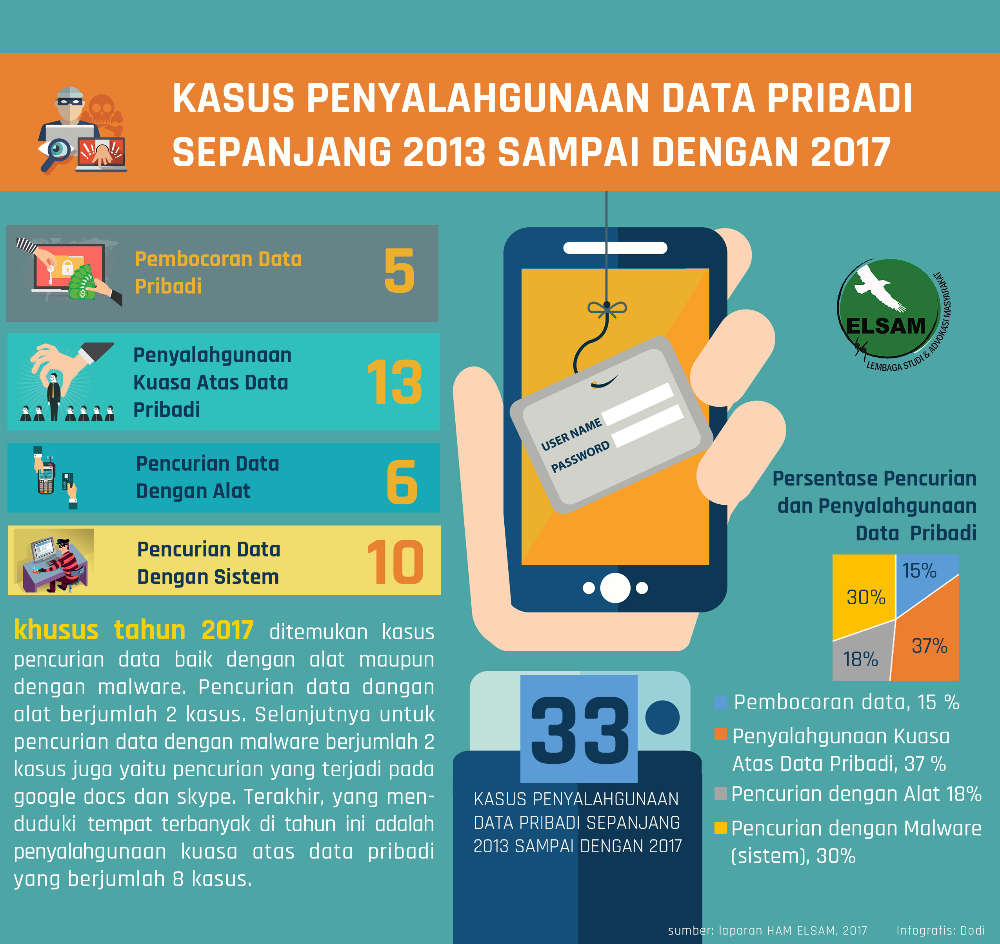 KASUS PENYALAHGUNAAN DATA PRIBADI
SEPANJANG 2013 SAMPAI DENGAN 2017
Pembocoran Data
Pribadi
5
Penyalahgunaan
Kuasa Atas Data
Pribadi
13
Pencurian Data
Dengan Alat
6
Pencurian Data
Dengan Sistem
10
khusus tahun 2017 ditemukan kasus
pencurian data baik dengan alat maupun
dengan malware. Pencurian data dangan
alat berjumlah 2 kasus. Selanjutnya untuk
pencurian data dengan malware berjumlah 2
kasus juga yaitu pencurian yang terjadi pada
google docs dan skype. Terakhir, yang men-
duduki tempat terbanyak di tahun ini adalah
penyalahgunaan kuasa atas data pribadi
yang berjumlah 8 kasus.
USER NAME
PASSWORD
33
KASUS PENYALAHGUNAAN
DATA PRIBADI SEPANJANG
2013 SAMPAI DENGAN 2017
ELSAM
LEMBAGA STUDI & ADVOKASI MASYARAKAT
Persentase Pencurian
dan Penyalahgunaan
Data Pribadi
15%
30%
37%
18%
Pembocoran data, 15 %
Penyalahgunaan Kuasa
Atas Data Pribadi, 37 %
Pencurian dengan Alat 18%
Pencurian dengan Malware
(sistem), 30%
sumber: laporan HAM ELSAM, 2017
Infografis: Dodi